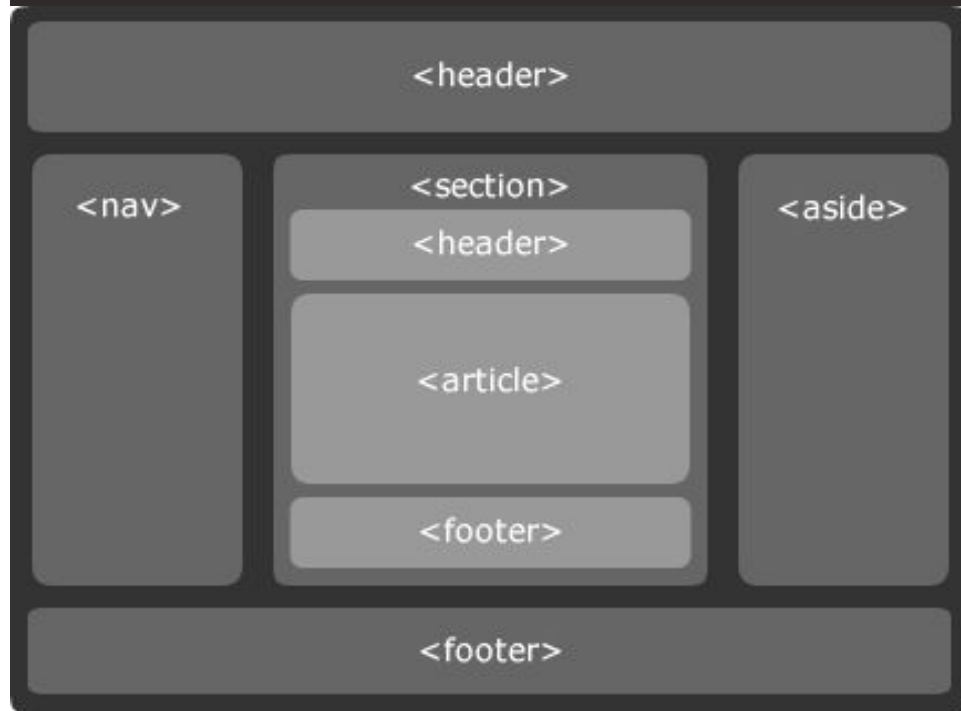 <header>
<nav>
<section>
<header>
<article>
<footer>
<aside>
<footer>